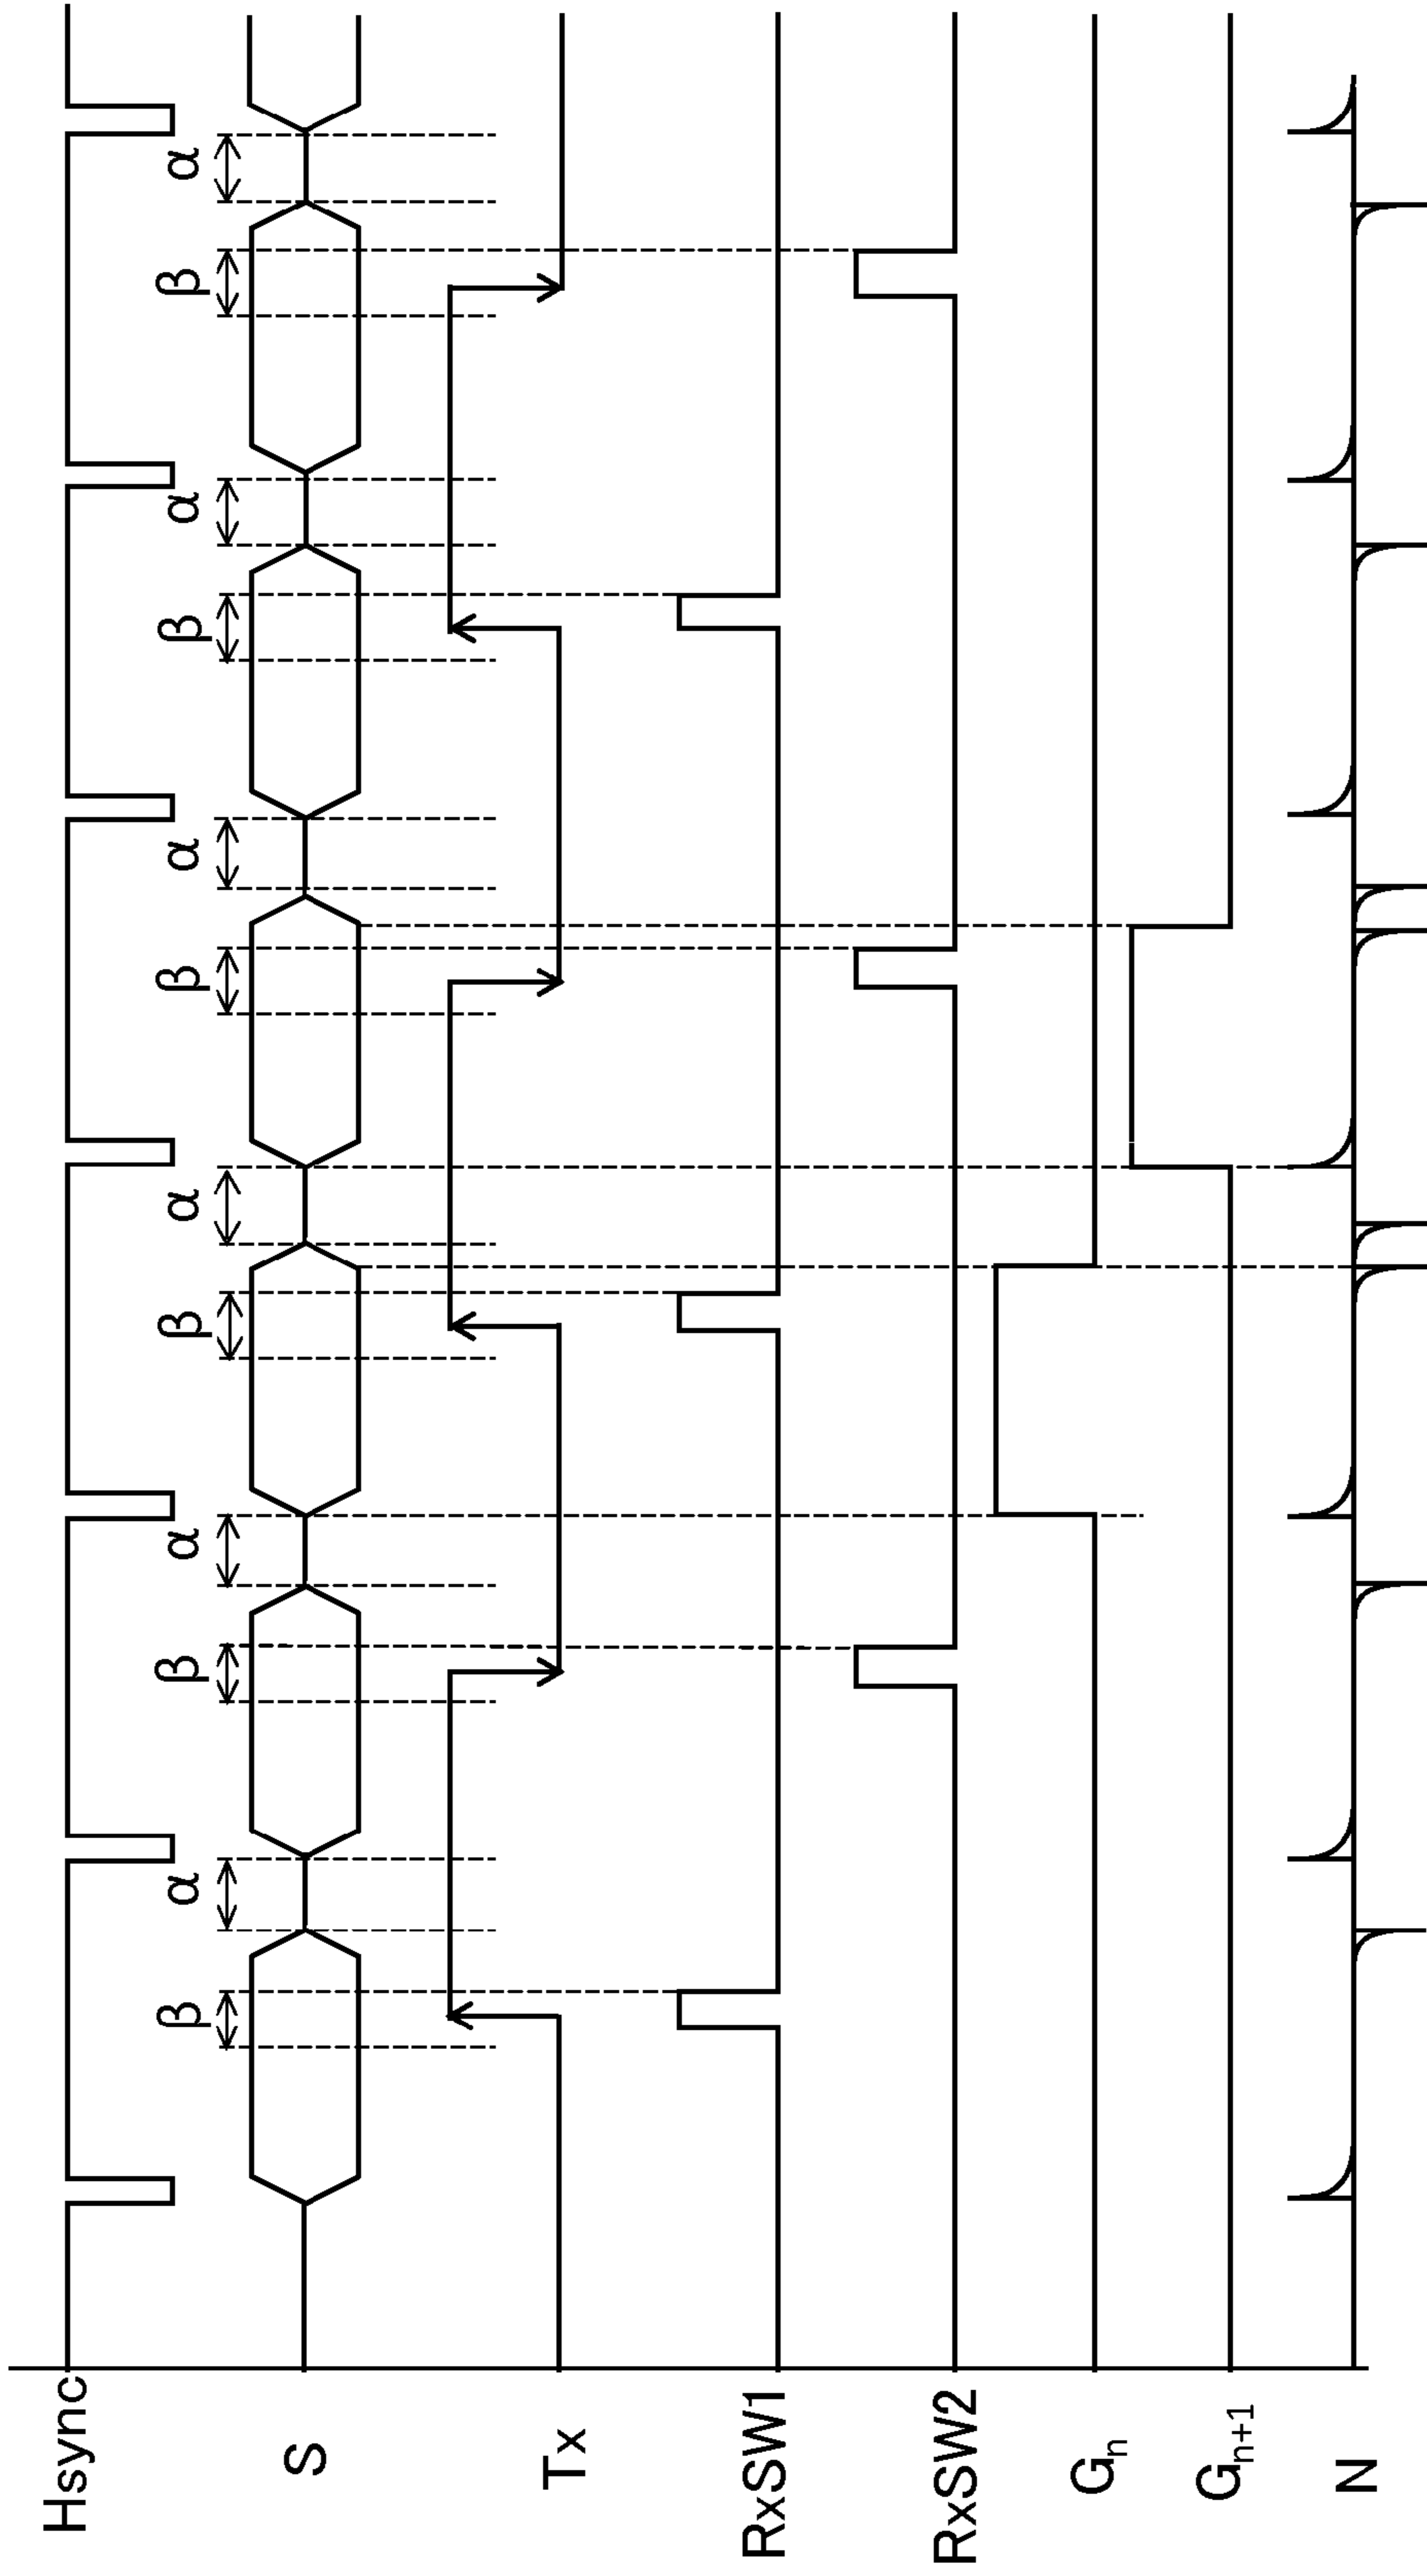 Hsync
β α β α β α β α β α β α
S
Tx
RxSW1
RxSW2
Gn
Gn+1
N